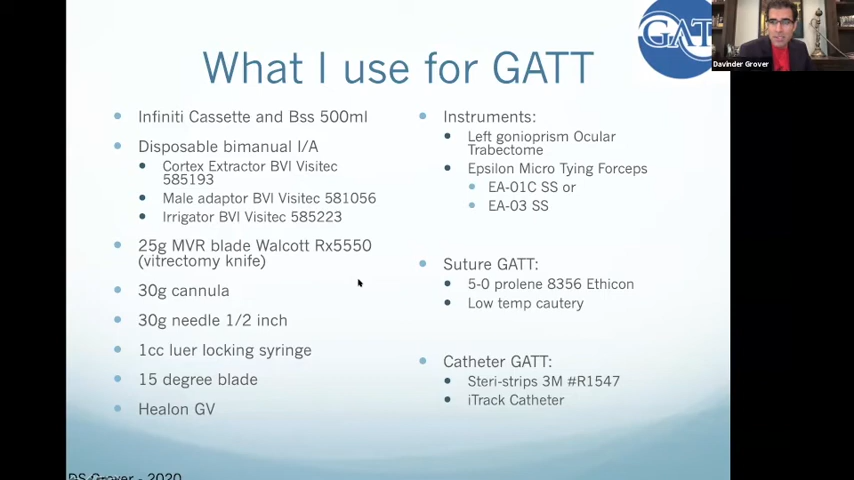 What I use for GATT
GAT
Davinder Grover
Infiniti Cassette and Bss 500ml
Disposable bimanual I/A
Cortex Extractor BVI Visitec
585193
Male adaptor BVI Visitec 581056
Irrigator BVI Visitec 585223
25g MVR blade Walcott Rx5550
(vitrectomy knife)
30g cannula
30g needle 1/2 inch
1cc luer locking syringe
15 degree blade
Healon GV
Instruments:
Left gonioprism Ocular
Trabectome
Epsilon Micro Tying Forceps
EA-01C SS or
EA-03 SS
Suture GATT:
5-0 prolene 8356 Ethicon
Low temp cautery
Catheter GATT:
Steri-strips 3M #R1547
iTrack Catheter
DS Grover - 2020